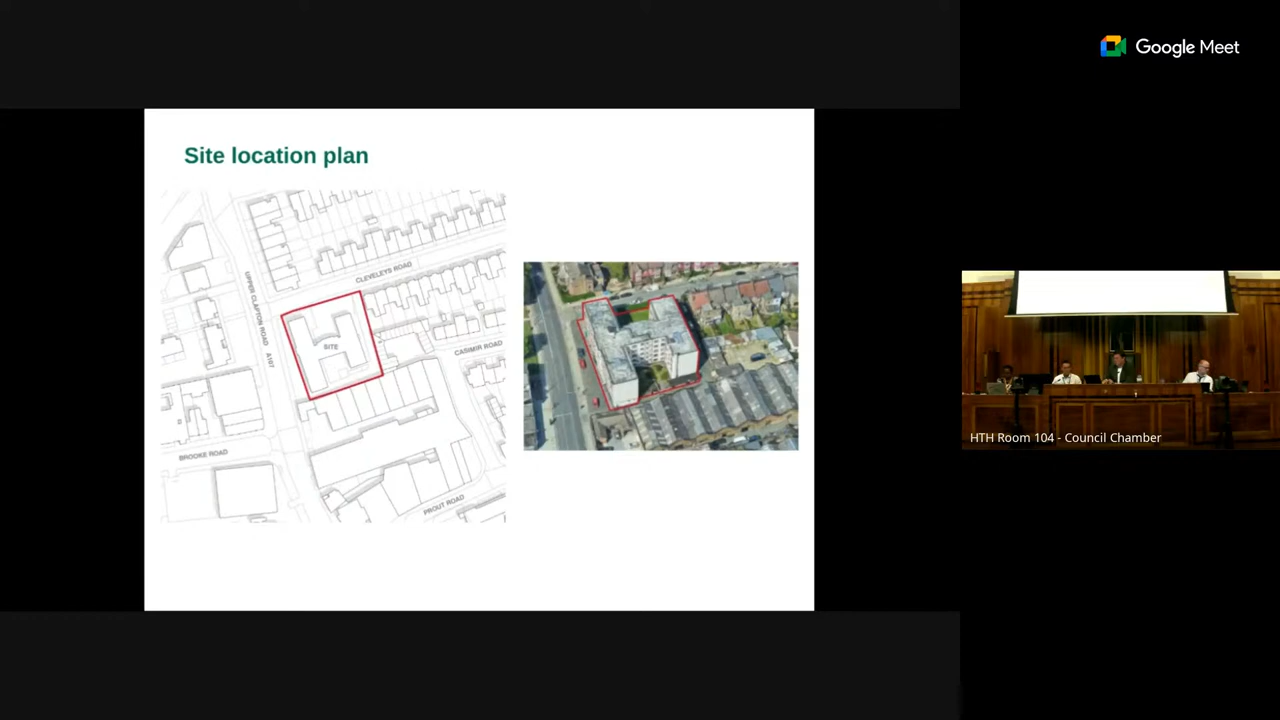 Google Meet
Site location plan
CLEVELEYS ROAD
UPPER CLAPTON ROAD A107
SITE
CASIMIR ROAD
BROOKE ROAD
PROUT ROAD
HTH Room 104 - Council Chamber